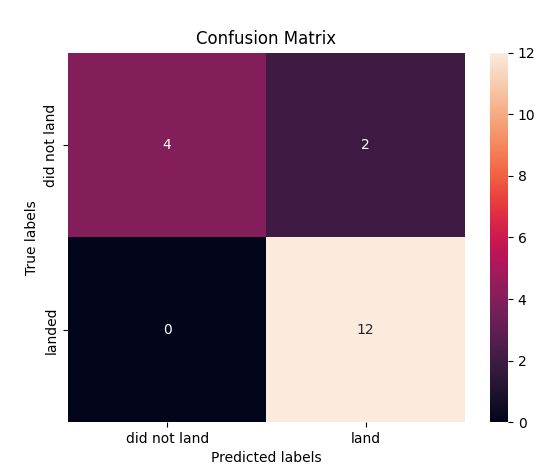 Confusion Matrix
True labels
did not land
4
2
landed
0
12
did not land
land
Predicted labels
12
10
8
6
4
2
0